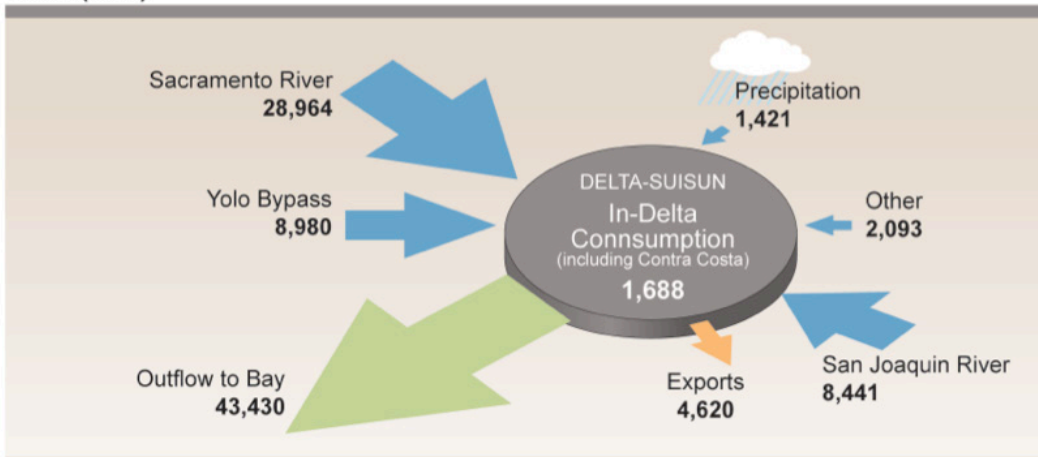 Sacramento River
28,964
Precipitation
1,421
Yolo Bypass
8,980
DELTA-SUISUN
In-Delta
Connsumption
(including Contra Costa)
1,688
Other
2,093
Outflow to Bay
43,430
Exports
4,620
San Joaquin River
8,441